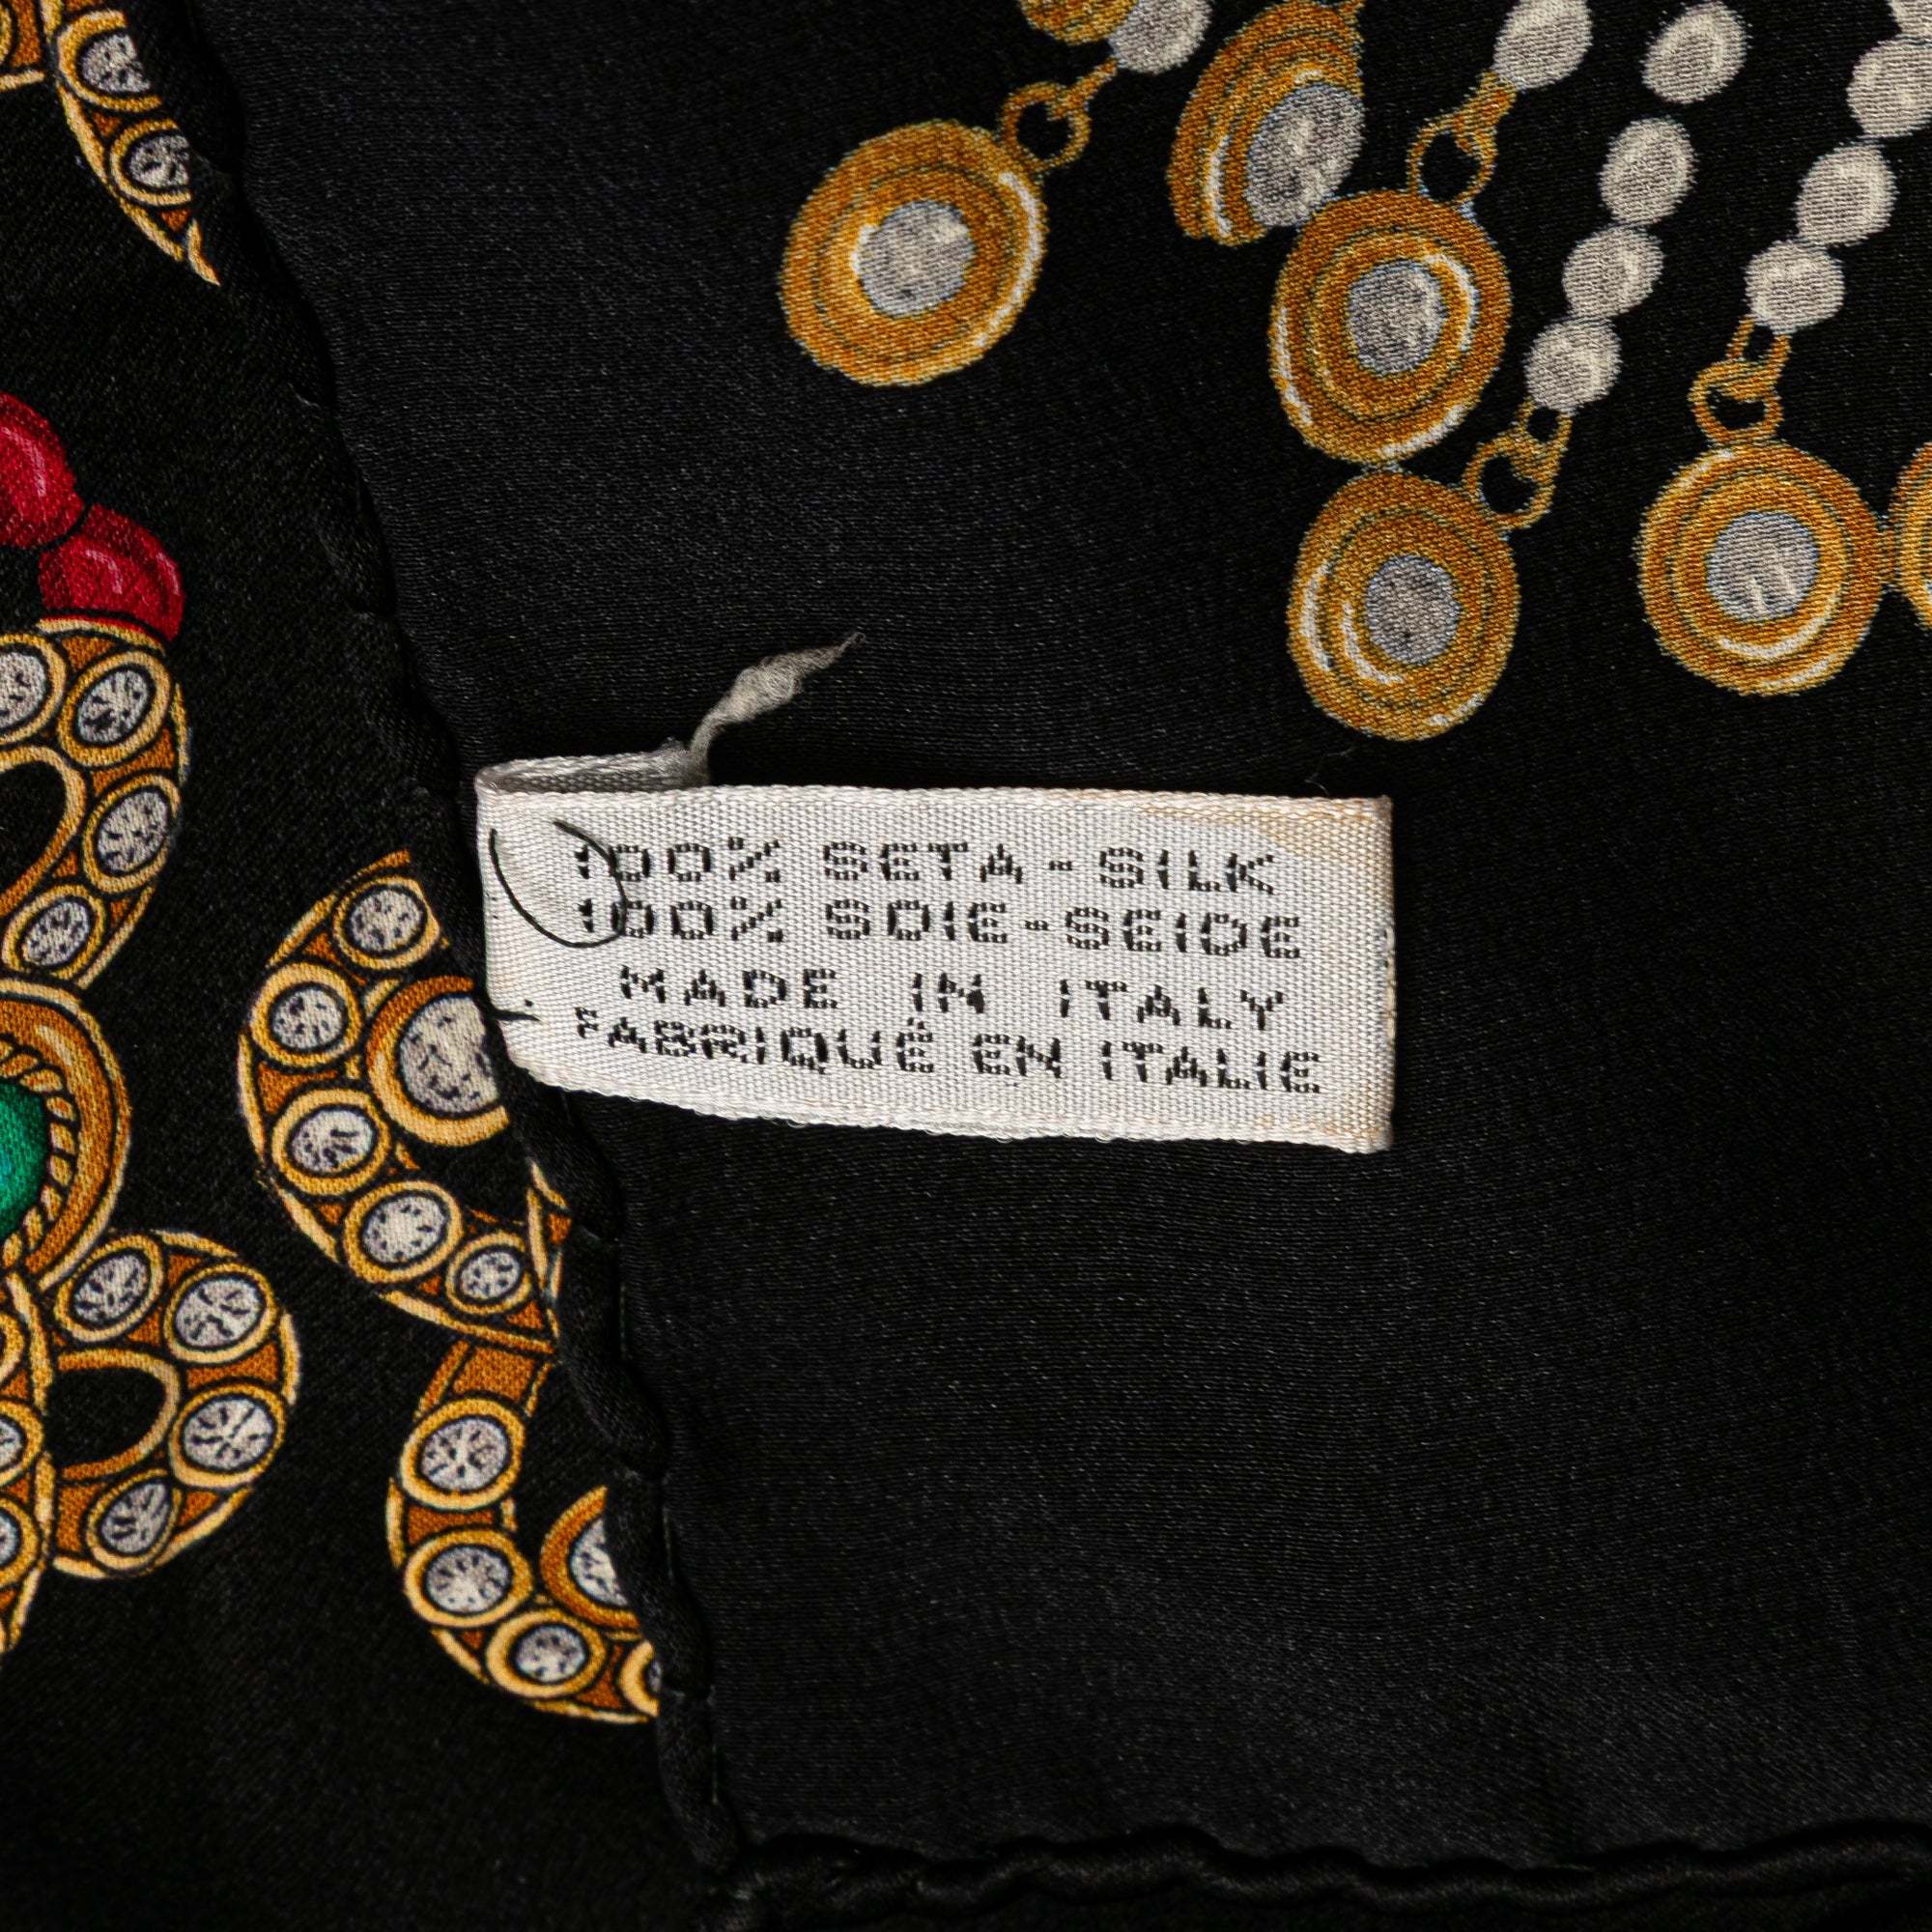 100% SETA-SILK
100% SOIE-SEIDE
MADE IN ITALY
FABRIQUÉ EN ITALIE